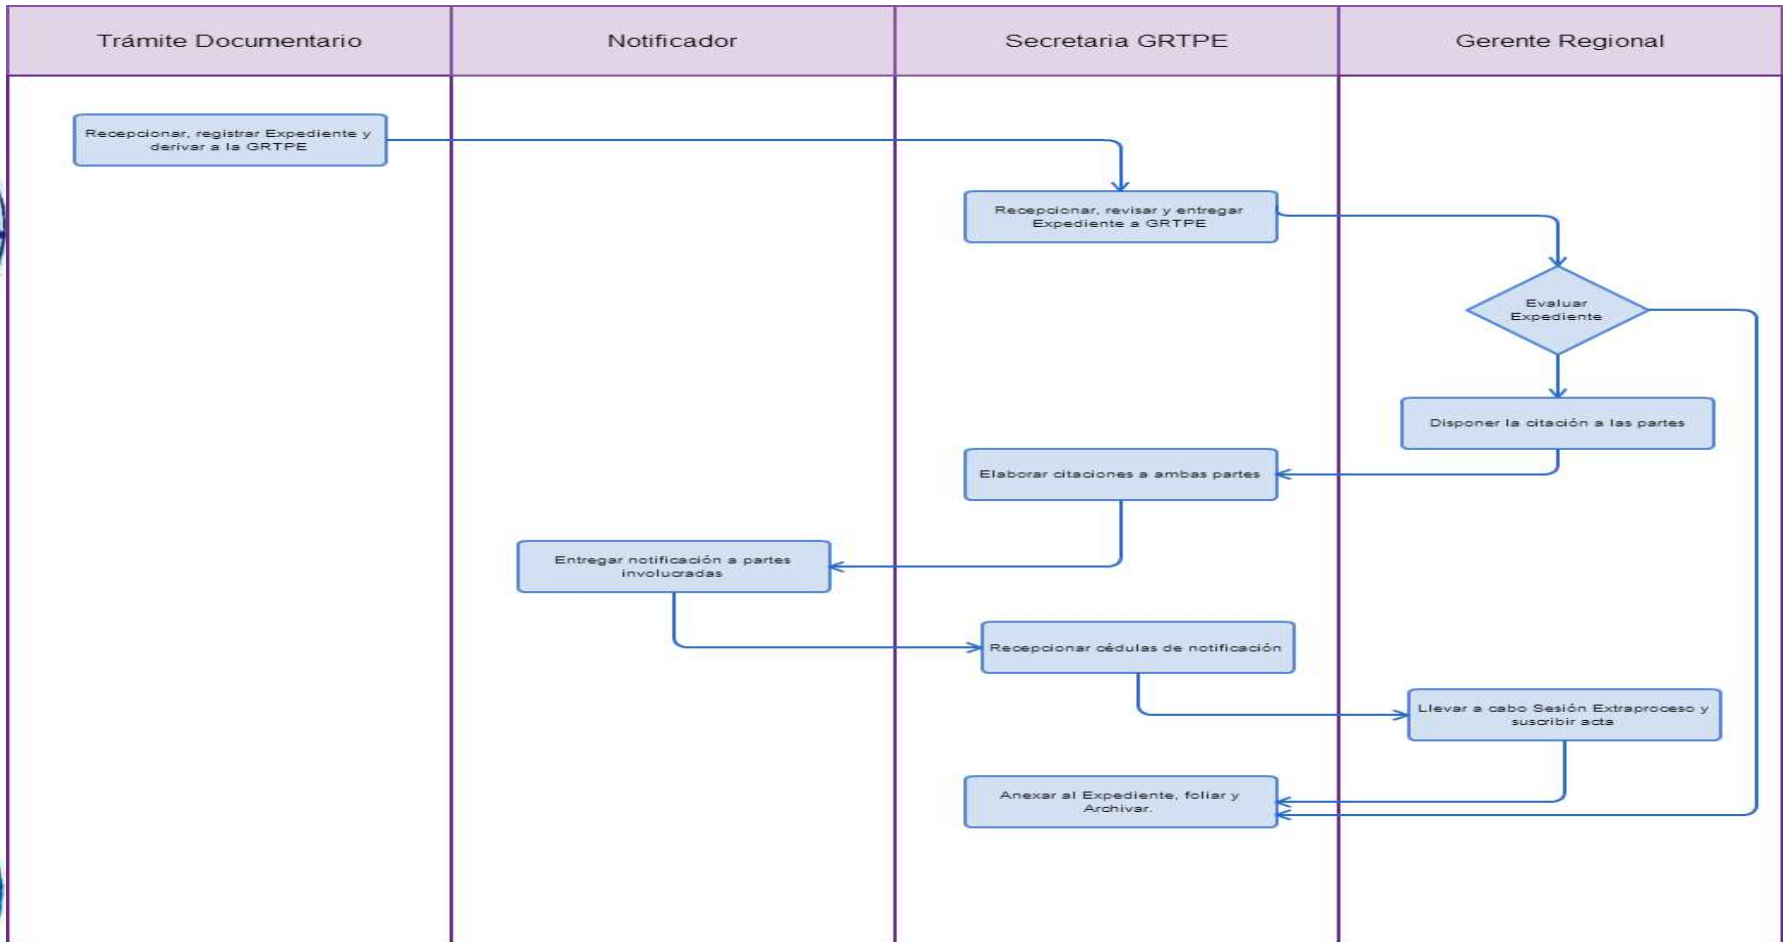 Trámite Documentario
Notificador
Secretaria GRTPE
Gerente Regional
Recepcionar, registrar Expediente y
derivar a la GRTPE
Recepcionar, revisar y entregar
Expediente a GRTPE
Evaluar
Expediente
Disponer la citación a las partes
Elaborar citaciones a ambas partes
Entregar notificación a partes
involucradas
Recepcionar cédulas de notificación
Llevar a cabo Sesión Extraproceso y
suscribir acta
Anexar al Expediente, foliar y
Archivar.